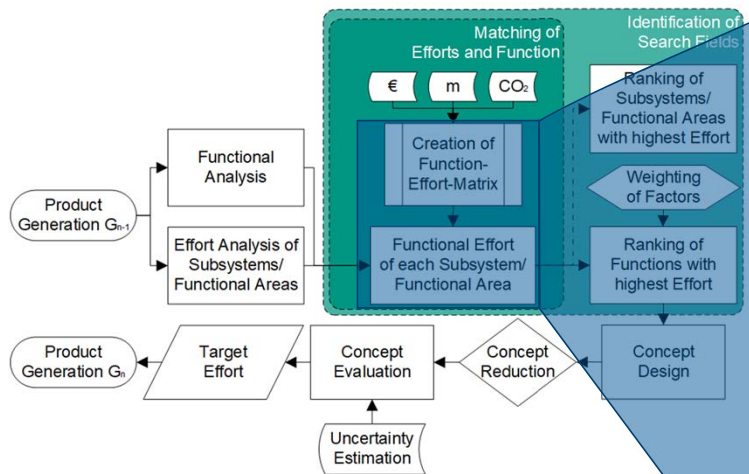 Matching of
Efforts and Function
Identification of
Search Fields
€
m
CO₂
Ranking of
Subsystems/
Functional Areas
with highest Effort
Creation of
Function-
Effort-Matrix
Functional
Analysis
Weighting
of Factors
Product
Generation Gₙ₋₁
Effort Analysis of
Subsystems/
Functional Areas
Functional Effort
of each Subsystem/
Functional Area
Ranking of
Functions with
highest Effort
Product
Generation Gₙ
Target
Effort
Concept
Evaluation
Concept
Reduction
Concept
Design
Uncertainty
Estimation